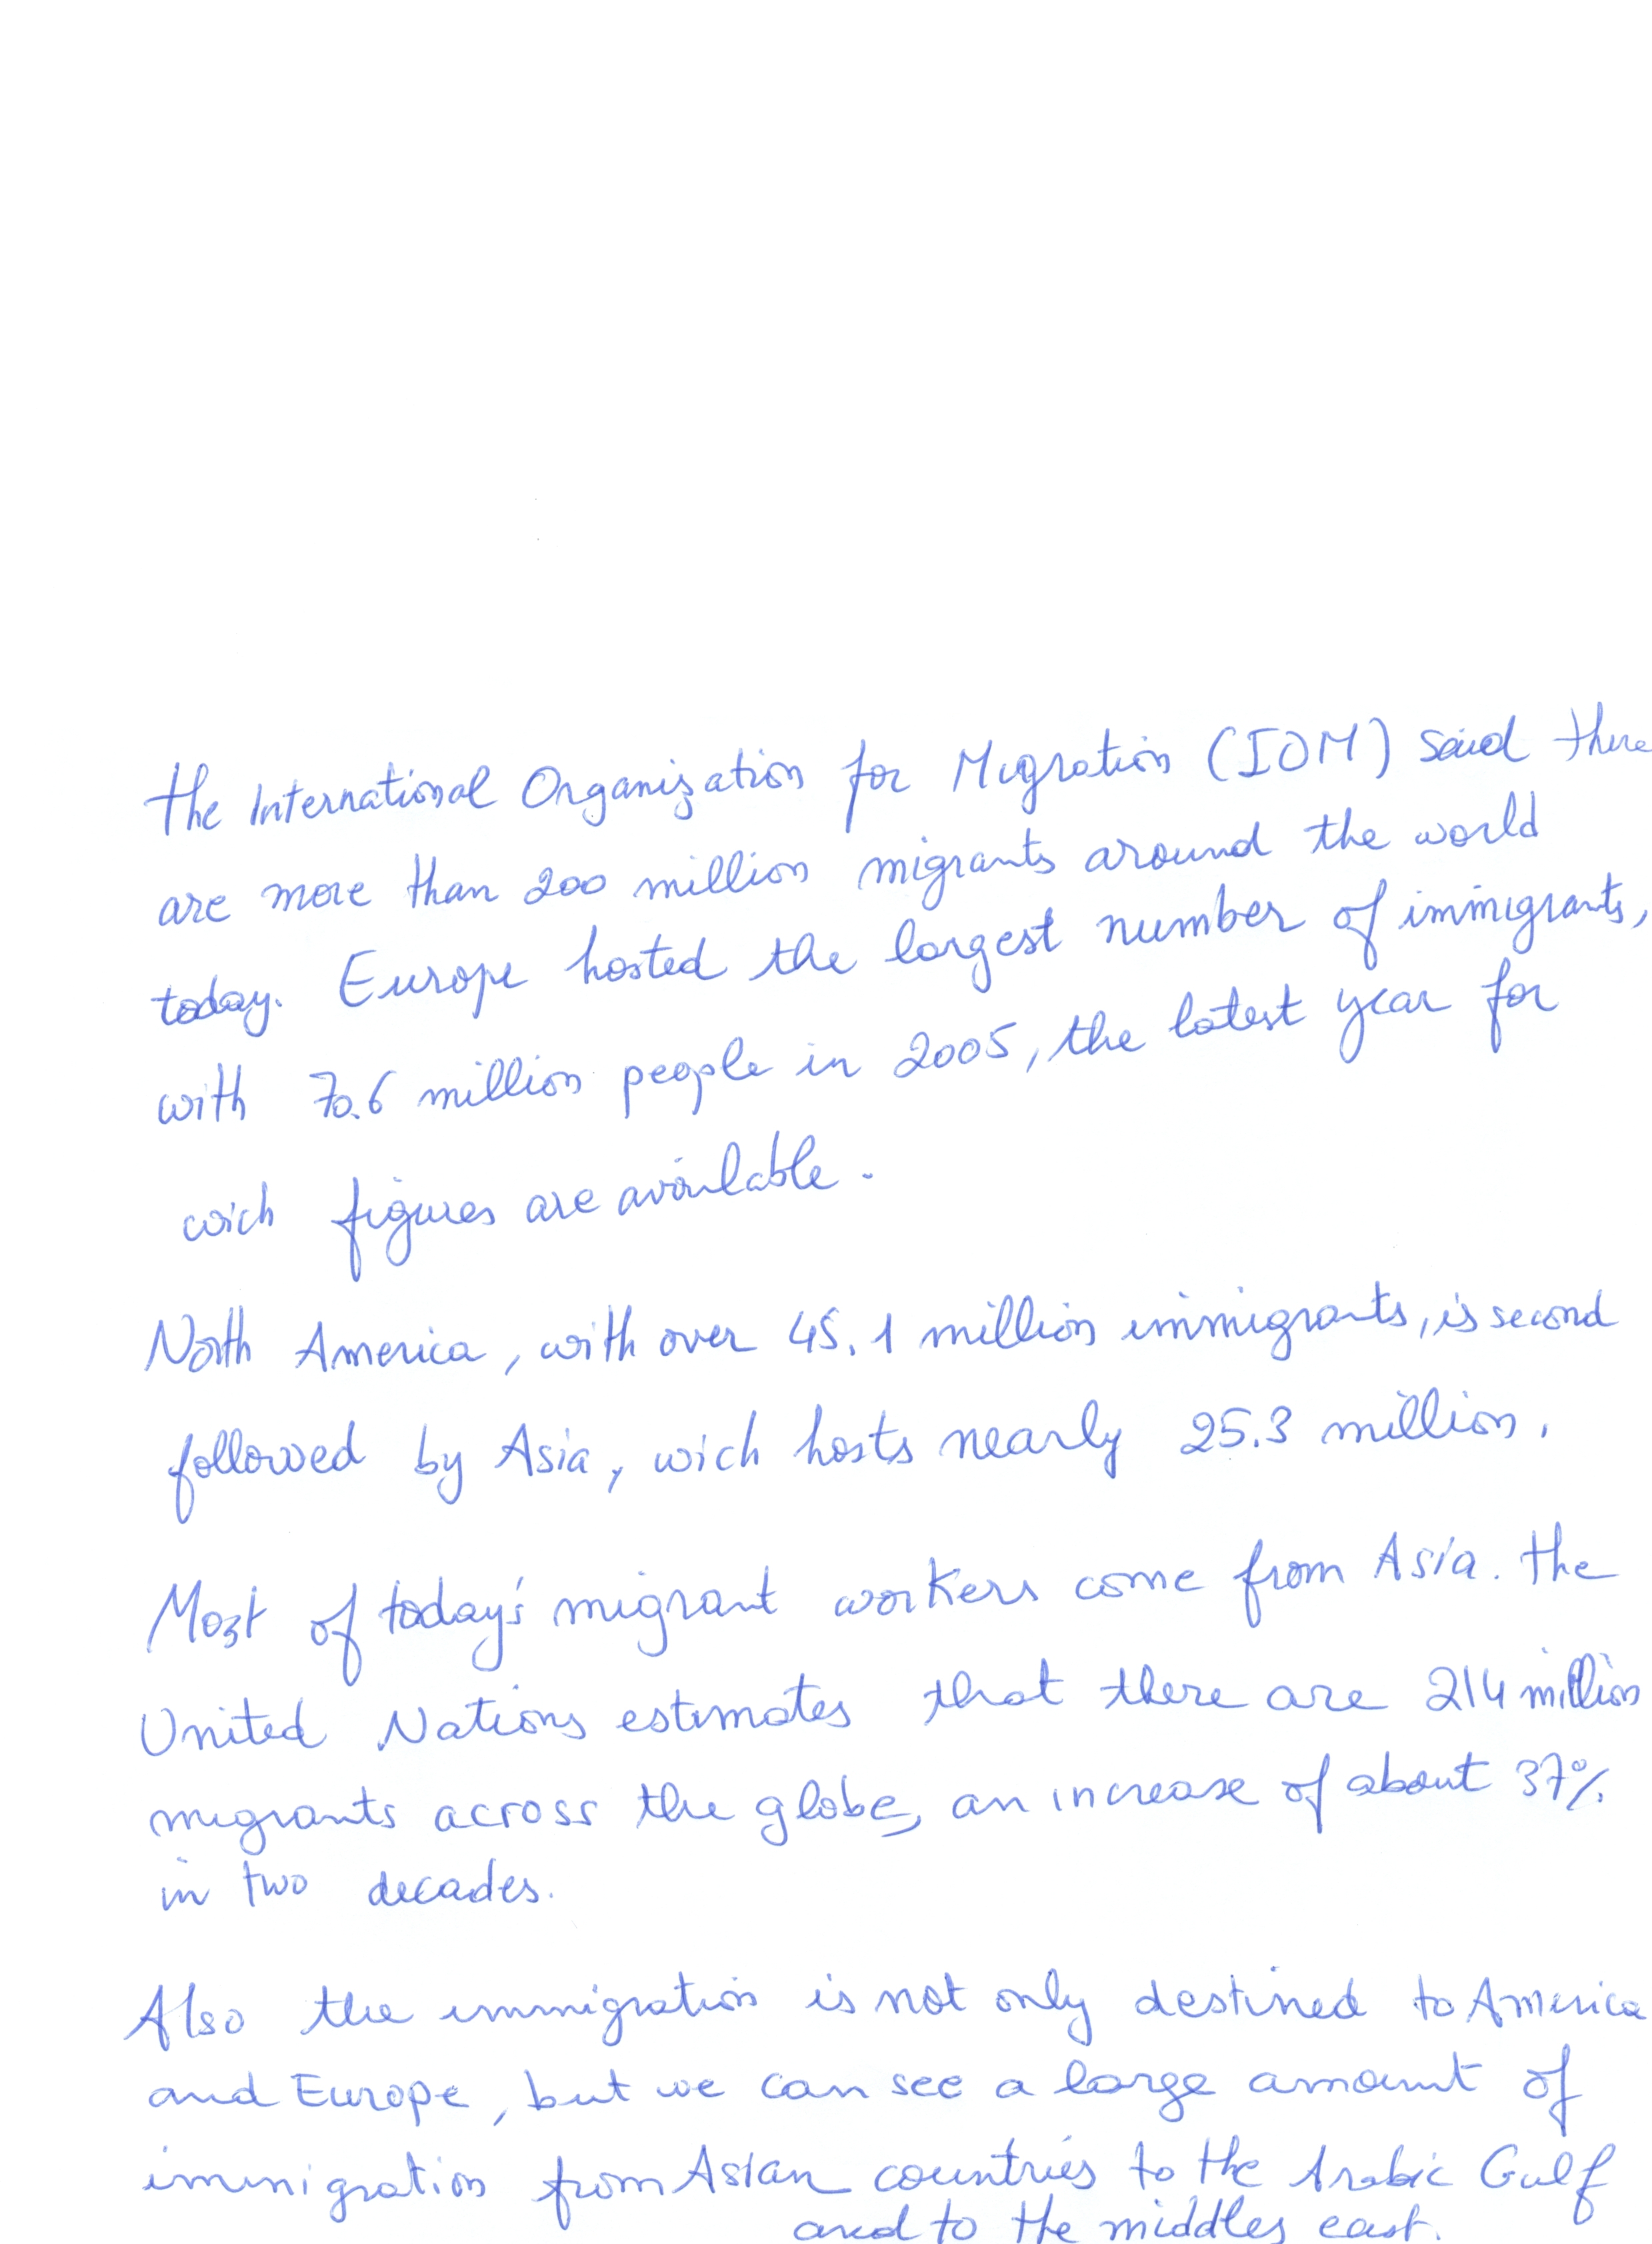 the International Organization for Migration (IOM) said there
are more than 200 million migrants around the world
today. Europe hosted the largest number of immigrants,
with 70.6 million people in 2005, the latest year for
wich figures are available.
North America, with over 45.1 million immigrants, is second
followed by Asia, wich hosts nearly 25.3 million.
Most of today's migrant workers come from Asia. the
United Nations estimates that there are 214 million
migrants across the globe, an increase of about 37%
in two decades.
Also the immigration is not only destined to America
and Europe, but we can see a large amount of
immigration from Asian countries to the Arabic Gulf
and to the middles east.